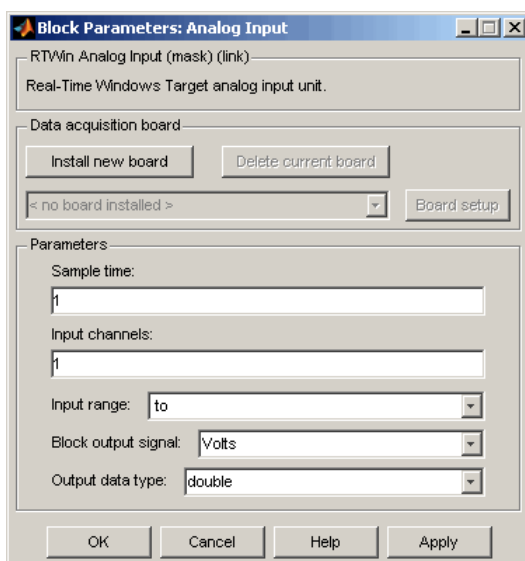 Block Parameters: Analog Input
RTWin Analog Input (mask) (link)
Real-Time Windows Target analog input unit.
Data acquisition board
Install new board Delete current board
< no board installed > Board setup
Parameters
Sample time:
1
Input channels:
1
Input range: to
Block output signal: Volts
Output data type: double
OK Cancel Help Apply